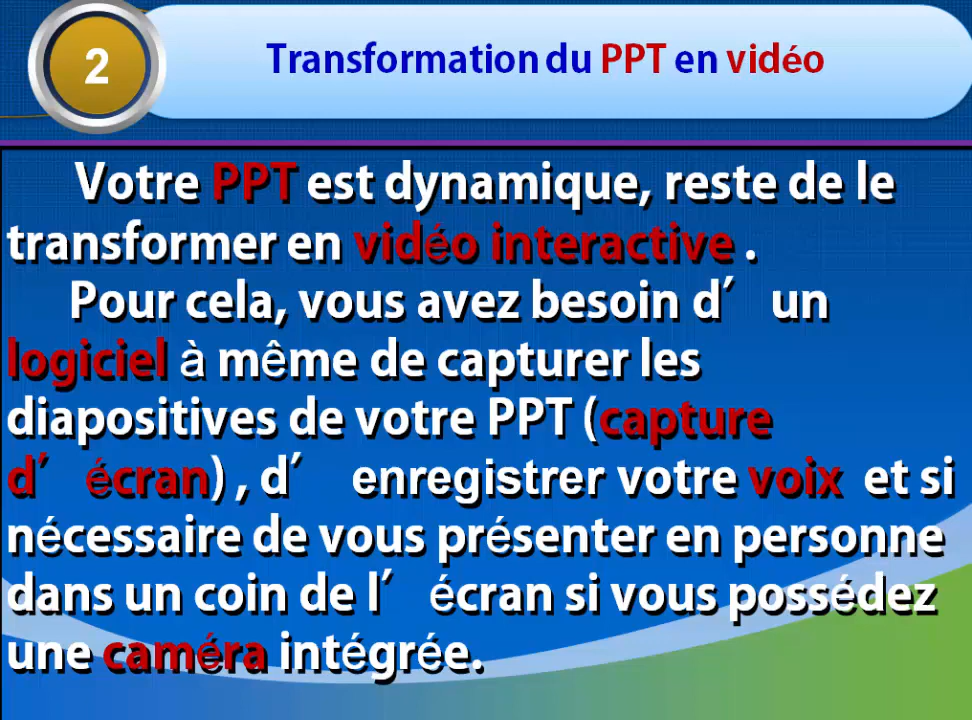 2
Transformation du PPT en vidéo
Votre PPT est dynamique, reste de le
transformer en vidéo interactive .
Pour cela, vous avez besoin d’ un
logiciel à même de capturer les
diapositives de votre PPT (capture
d’ écran) , d’ enregistrer votre voix et si
nécessaire de vous présenter en personne
dans un coin de l’ écran si vous possédez
une caméra intégrée.